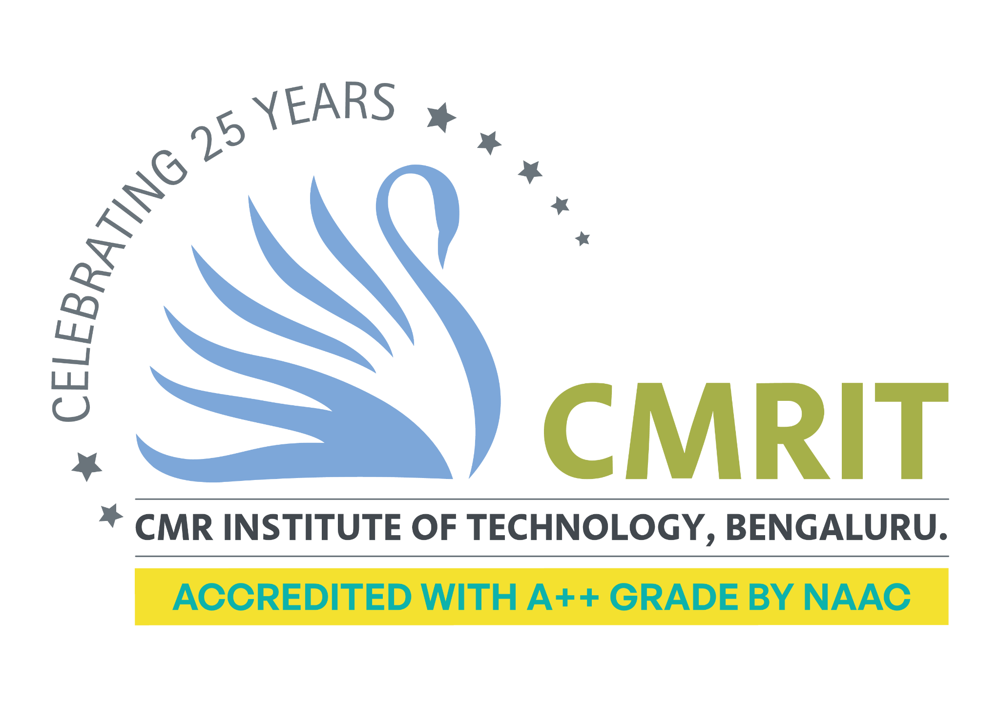 CELEBRATING 25 YEARS
CMRIT
CMR INSTITUTE OF TECHNOLOGY, BENGALURU.
ACCREDITED WITH A++ GRADE BY NAAC